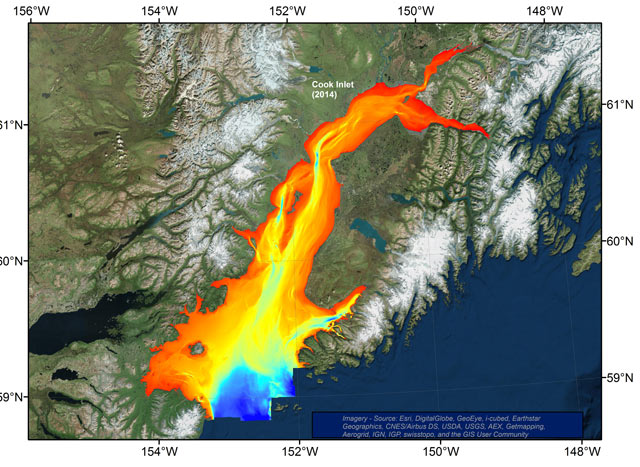 156°W 154°W 152°W 150°W 148°W
Cook Inlet
(2014)
61°N 61°N
60°N 60°N
59°N 59°N
Imagery - Source: Esri, DigitalGlobe, GeoEye, i-cubed, Earthstar
Geographics, CNES/Airbus DS, USDA, USGS, AEX, Getmapping,
Aerogrid, IGN, IGP, swisstopo, and the GIS User Community
154°W 152°W 150°W 148°W